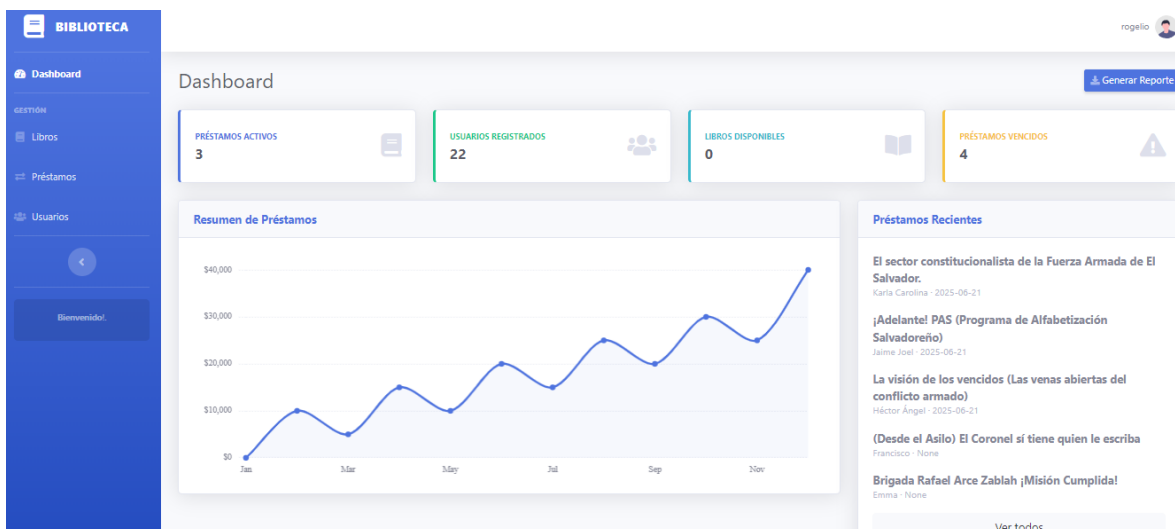 BIBLIOTECA
rogelio
Dashboard
GESTIÓN
Libros
Préstamos
Usuarios
Bienvenido!.
Dashboard
Generar Reporte
PRÉSTAMOS ACTIVOS
3
USUARIOS REGISTRADOS
22
LIBROS DISPONIBLES
0
PRÉSTAMOS VENCIDOS
4
Resumen de Préstamos
$40,000
$30,000
$20,000
$10,000
$0
Jan Mar May Jul Sep Nov
Préstamos Recientes
El sector constitucionalista de la Fuerza Armada de El
Salvador.
Karla Carolina · 2025-06-21
¡Adelante! PAS (Programa de Alfabetización
Salvadoreño)
Jaime Joel · 2025-06-21
La visión de los vencidos (Las venas abiertas del
conflicto armado)
Héctor Ángel · 2025-06-21
(Desde el Asilo) El Coronel sí tiene quien le escriba
Francisco · None
Brigada Rafael Arce Zablah ¡Misión Cumplida!
Emma · None
Ver todos